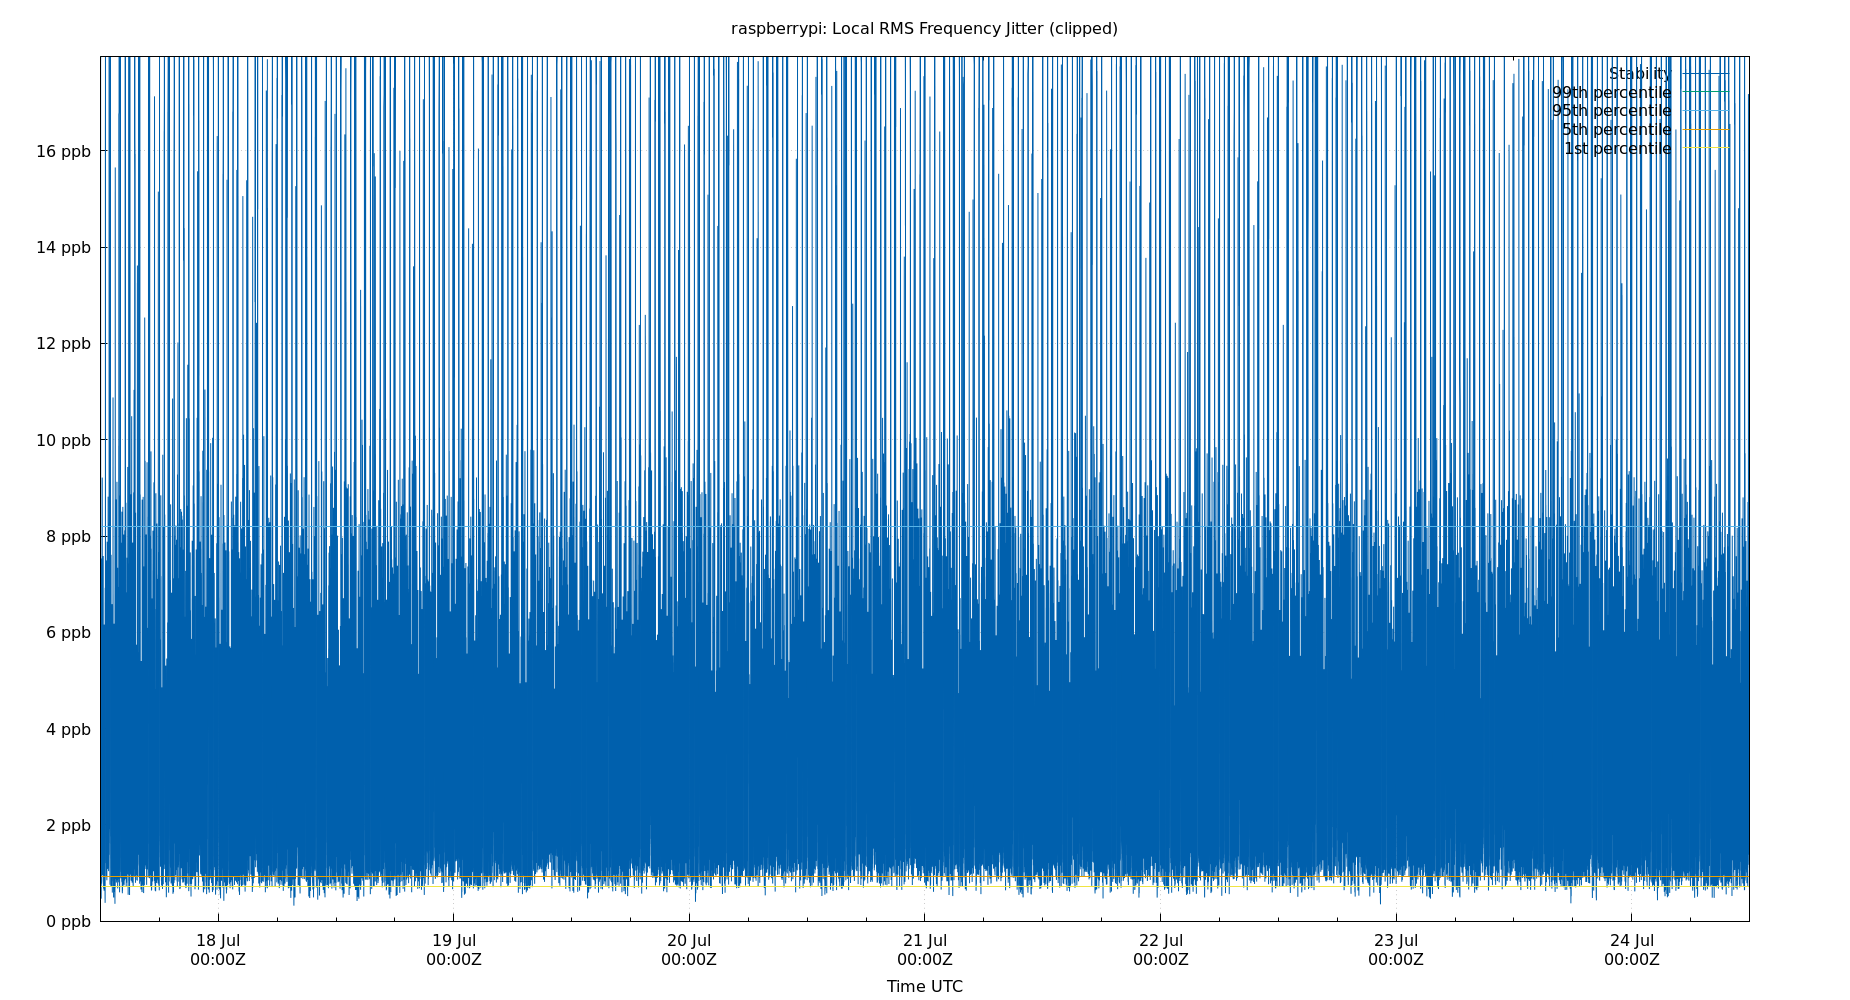 raspberrypi: Local RMS Frequency Jitter (clipped)
Stability
99th percentile
95th percentile
5th percentile
1st percentile
16 ppb
14 ppb
12 ppb
10 ppb
8 ppb
6 ppb
4 ppb
2 ppb
0 ppb
18 Jul 19 Jul 20 Jul 21 Jul 22 Jul 23 Jul 24 Jul
00:00Z 00:00Z 00:00Z 00:00Z 00:00Z 00:00Z 00:00Z
Time UTC